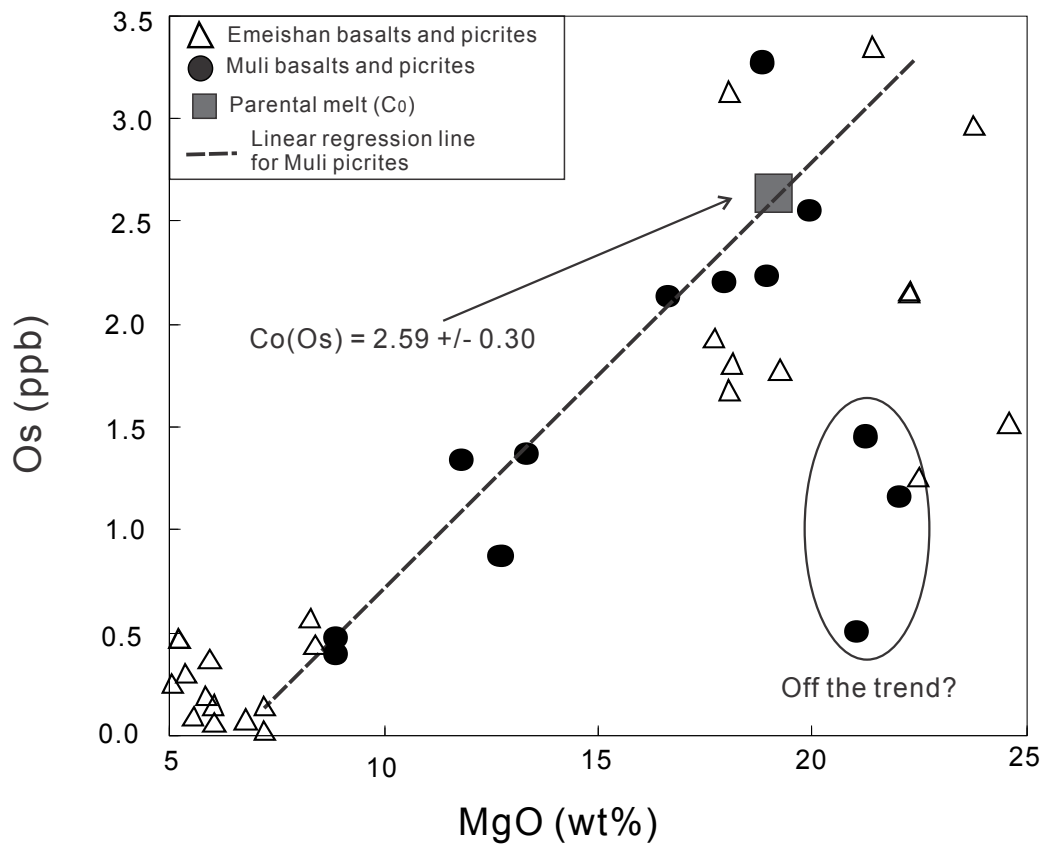 3.5
3.0
2.5
2.0
1.5
1.0
0.5
0.0
Os (ppb)
Emeishan basalts and picrites
Muli basalts and picrites
Parental melt (C0)
Linear regression line
for Muli picrites
Co(Os) = 2.59 +/- 0.30
Off the trend?
5
10
15
20
25
MgO (wt%)